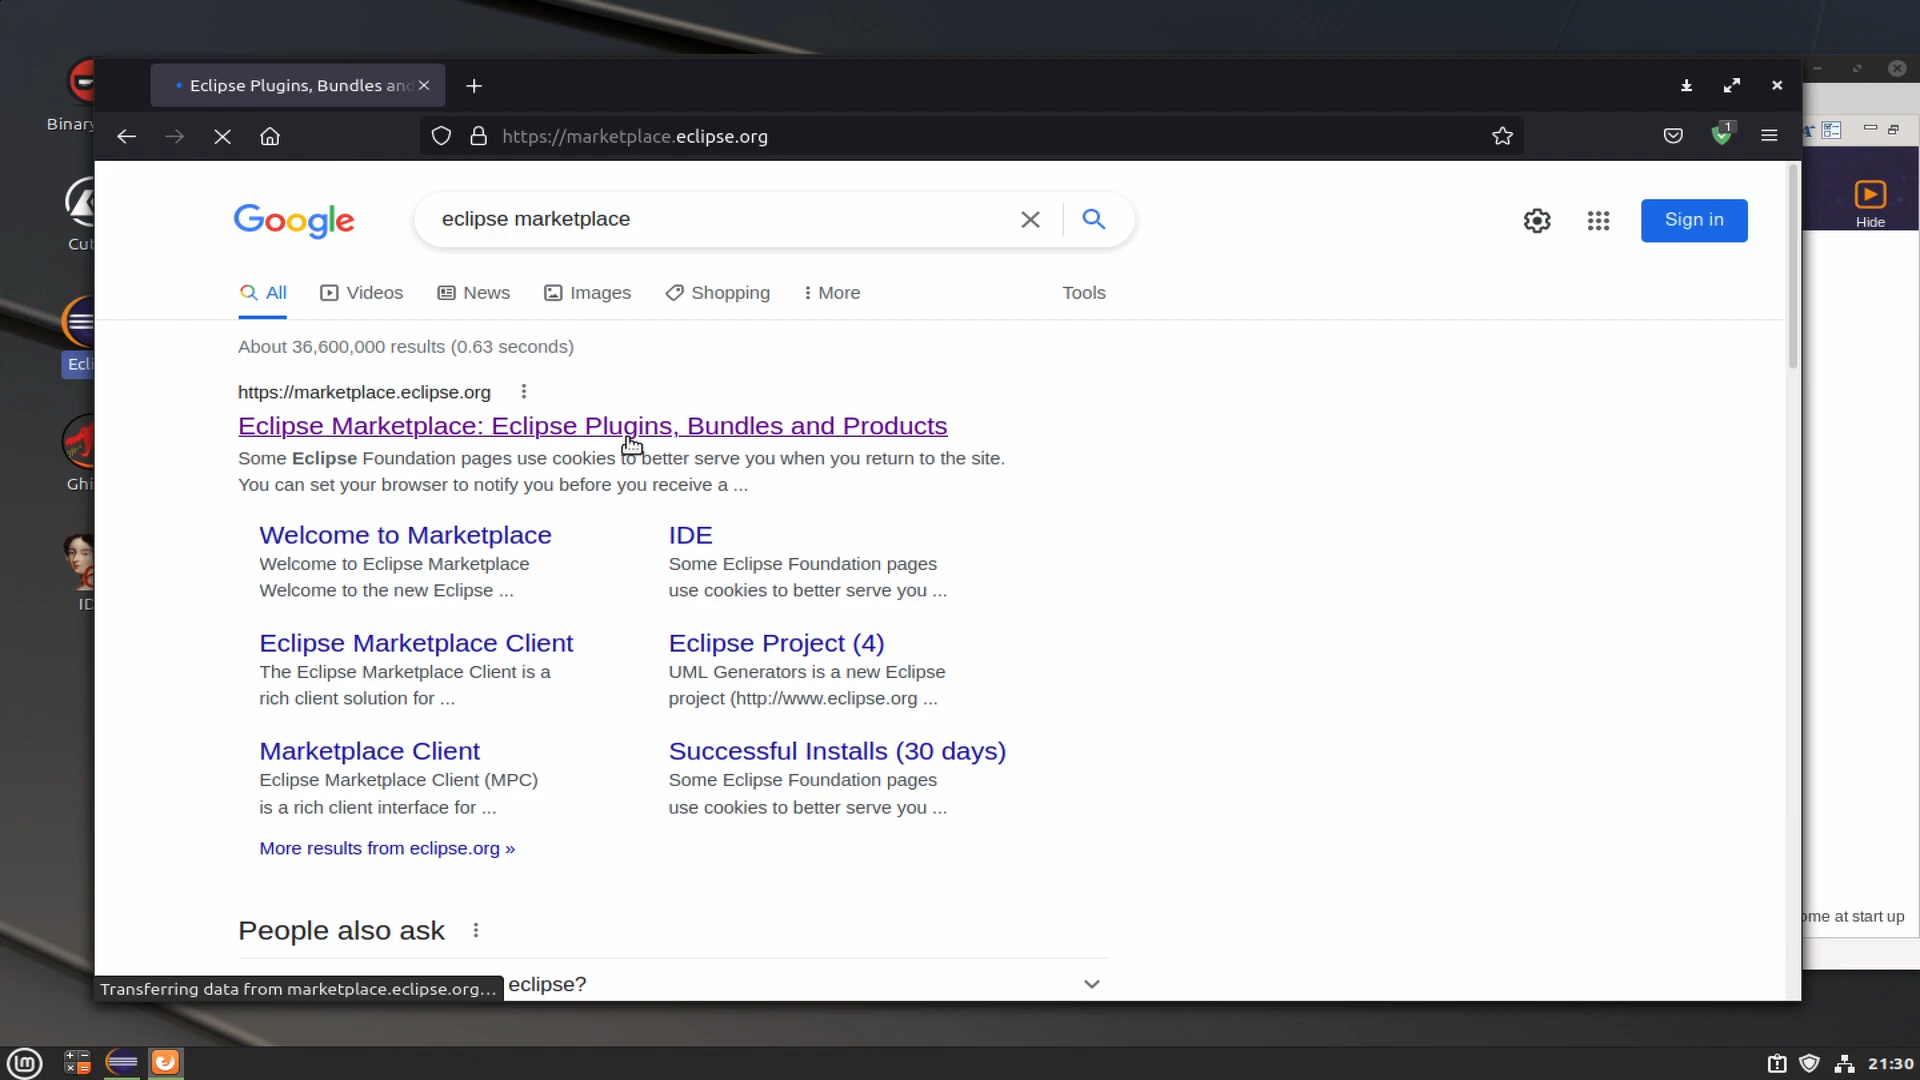 Eclipse Plugins, Bundles and
https://marketplace.eclipse.org
1
Binary
Cut
Ecli
Ghi
ID
Google
eclipse marketplace
Sign in
Hide
All
Videos
News
Images
Shopping
More
Tools
About 36,600,000 results (0.63 seconds)
https://marketplace.eclipse.org
Eclipse Marketplace: Eclipse Plugins, Bundles and Products
Some Eclipse Foundation pages use cookies to better serve you when you return to the site.
You can set your browser to notify you before you receive a ...
Welcome to Marketplace
Welcome to Eclipse Marketplace
Welcome to the new Eclipse ...
IDE
Some Eclipse Foundation pages
use cookies to better serve you ...
Eclipse Marketplace Client
The Eclipse Marketplace Client is a
rich client solution for ...
Eclipse Project (4)
UML Generators is a new Eclipse
project (http://www.eclipse.org ...
Marketplace Client
Eclipse Marketplace Client (MPC)
is a rich client interface for ...
Successful Installs (30 days)
Some Eclipse Foundation pages
use cookies to better serve you ...
More results from eclipse.org »
ome at start up
People also ask
eclipse?
Transferring data from marketplace.eclipse.org...
21:30